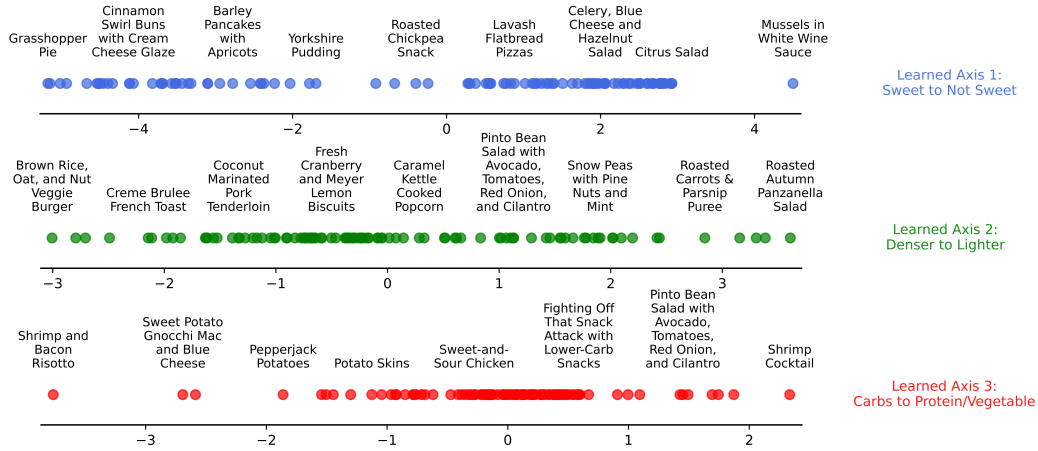 Grasshopper
Pie
Cinnamon
Swirl Buns
with Cream
Cheese Glaze
Barley
Pancakes
with
Apricots
Yorkshire
Pudding
Roasted
Chickpea
Snack
Lavash
Flatbread
Pizzas
Celery, Blue
Cheese and
Hazelnut
Salad
Citrus Salad
Mussels in
White Wine
Sauce
Learned Axis 1:
Sweet to Not Sweet
−4 −2 0 2 4
Brown Rice,
Oat, and Nut
Veggie
Burger
Creme Brulee
French Toast
Coconut
Marinated
Pork
Tenderloin
Fresh
Cranberry
and Meyer
Lemon
Biscuits
Caramel
Kettle
Cooked
Popcorn
Pinto Bean
Salad with
Avocado,
Tomatoes,
Red Onion,
and Cilantro
Snow Peas
with Pine
Nuts and
Mint
Roasted
Carrots &
Parsnip
Puree
Roasted
Autumn
Panzanella
Salad
Learned Axis 2:
Denser to Lighter
−3 −2 −1 0 1 2 3
Shrimp and
Bacon
Risotto
Sweet Potato
Gnocchi Mac
and Blue
Cheese
Pepperjack
Potatoes
Potato Skins
Sweet-and-
Sour Chicken
Fighting Off
That Snack
Attack with
Lower-Carb
Snacks
Pinto Bean
Salad with
Avocado,
Tomatoes,
Red Onion,
and Cilantro
Shrimp
Cocktail
Learned Axis 3:
Carbs to Protein/Vegetable
−3 −2 −1 0 1 2